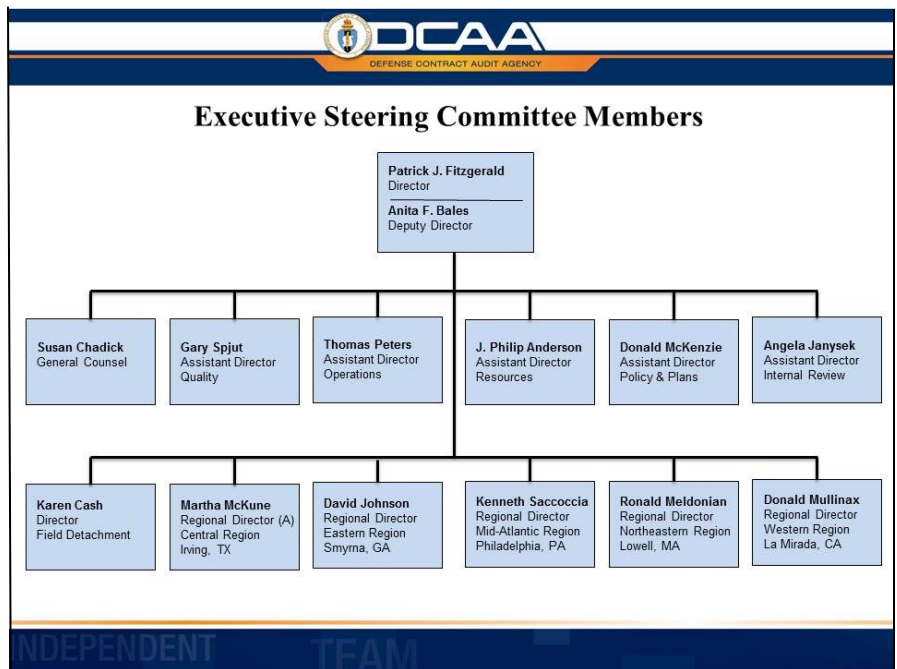 DCAA
DEFENSE CONTRACT AUDIT AGENCY
Executive Steering Committee Members
Patrick J. Fitzgerald
Director
Anita F. Bales
Deputy Director
Susan Chadick
General Counsel
Gary Spjut
Assistant Director
Quality
Thomas Peters
Assistant Director
Operations
J. Philip Anderson
Assistant Director
Resources
Donald McKenzie
Assistant Director
Policy & Plans
Angela Janysek
Assistant Director
Internal Review
Karen Cash
Director
Field Detachment
Martha McKune
Regional Director (A)
Central Region
Irving, TX
David Johnson
Regional Director
Eastern Region
Smyrna, GA
Kenneth Saccoccia
Regional Director
Mid-Atlantic Region
Philadelphia, PA
Ronald Meldonian
Regional Director
Northeastern Region
Lowell, MA
Donald Mullinax
Regional Director
Western Region
La Mirada, CA
INDEPENDENT
TEAM